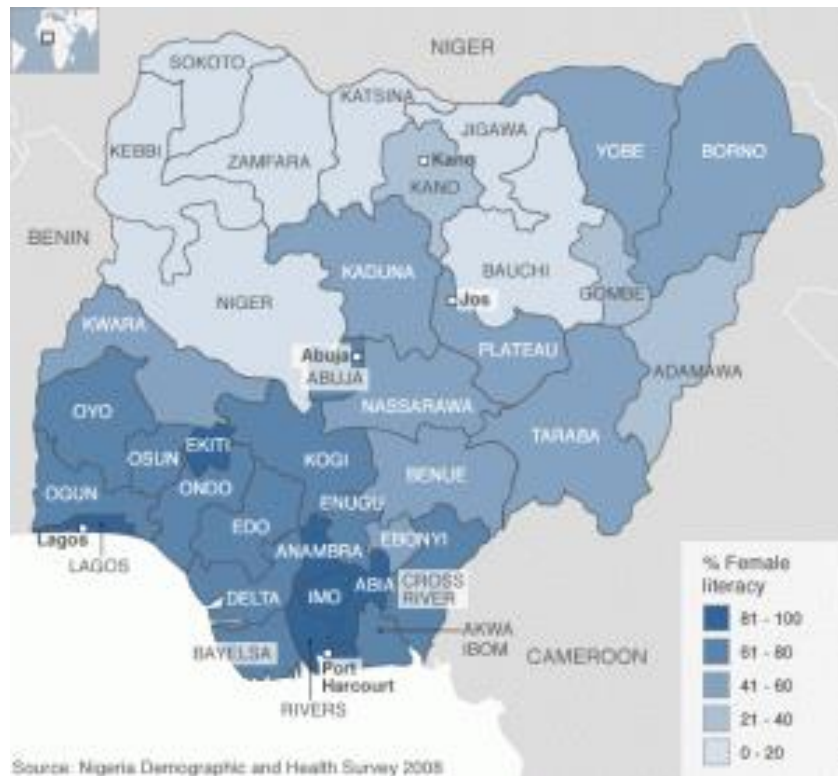 NIGER
SOKOTO
KATSINA
JIGAWA
KEBBI
ZAMFARA
Kano
KANO
YOBE
BORNO
BENIN
KADUNA
BAUCHI
GOMBE
NIGER
Jos
KWARA
Abuja
ABUJA
PLATEAU
ADAMAWA
NASSARAWA
OYO
EKITI
OSUN
KOGI
TARABA
BENUE
OGUN
ONDO
ENUGU
EDO
Lagos
LAGOS
ANAMBRA
EBONYI
DELTA
IMO
ABIA
CROSS
RIVER
BAYELSA
AKWA
IBOM
Port
Harcourt
RIVERS
CAMEROON
% Female
literacy
81 - 100
61 - 80
41 - 60
21 - 40
0 - 20
Source: Nigeria Demographic and Health Survey 2008